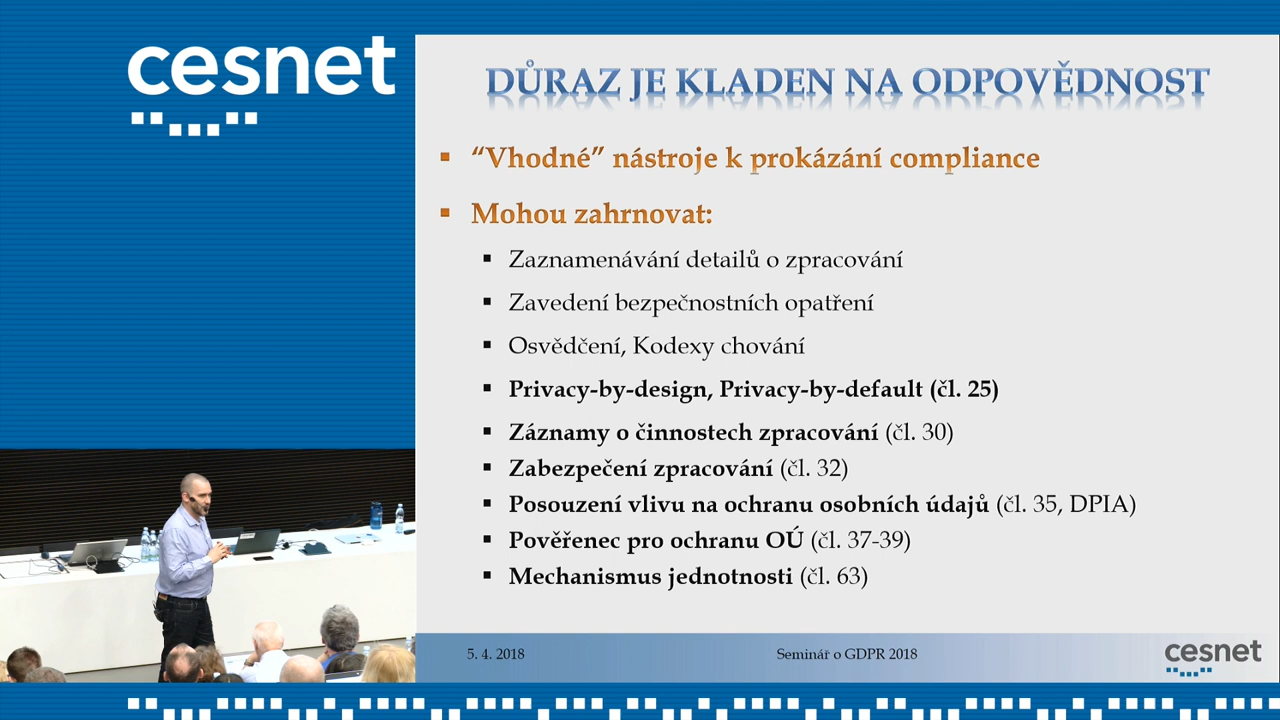 cesnet
DŮRAZ JE KLADEN NA ODPOVĚDNOST
“Vhodné” nástroje k prokázání compliance
Mohou zahrnovat:
Zaznamenávání detailů o zpracování
Zavedení bezpečnostních opatření
Osvědčení, Kodexy chování
Privacy-by-design, Privacy-by-default (čl. 25)
Záznamy o činnostech zpracování (čl. 30)
Zabezpečení zpracování (čl. 32)
Posouzení vlivu na ochranu osobních údajů (čl. 35, DPIA)
Pověřenec pro ochranu OÚ (čl. 37-39)
Mechanismus jednotnosti (čl. 63)
5. 4. 2018
Seminář o GDPR 2018
cesnet